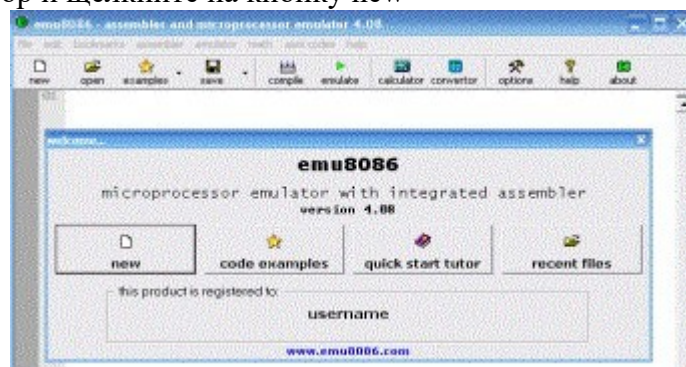 ор и щелкните на кнопку new
emu8086 - assembler and microprocessor emulator 4.08
file edit bookmarks assembler emulator math ascii codes help
new open examples save compile emulate calculator convertor options help about
01
welcome...
emu8086
microprocessor emulator with integrated assembler
version 4.08
new code examples quick start tutor recent files
this product is registered to:
username
www.emu8086.com